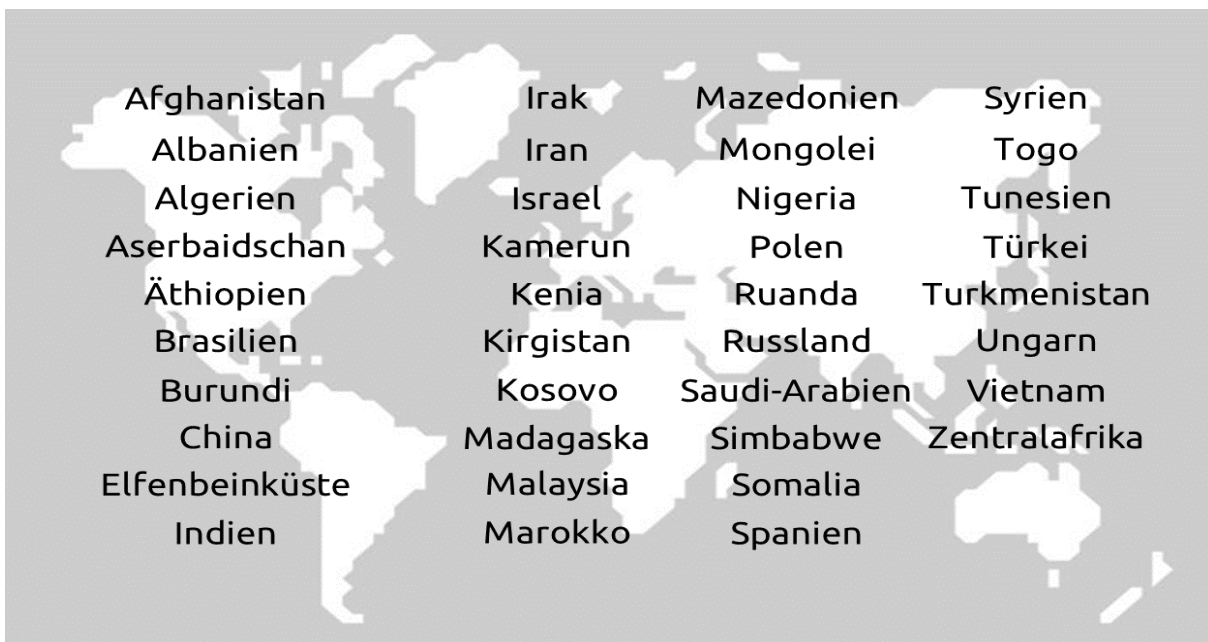 Afghanistan
Albanien
Algerien
Aserbaidschan
Äthiopien
Brasilien
Burundi
China
Elfenbeinküste
Indien
Irak
Iran
Israel
Kamerun
Kenia
Kirgistan
Kosovo
Madagaska
Malaysia
Marokko
Mazedonien
Mongolei
Nigeria
Polen
Ruanda
Russland
Saudi-Arabien
Simbabwe
Somalia
Spanien
Syrien
Togo
Tunesien
Türkei
Turkmenistan
Ungarn
Vietnam
Zentralafrika